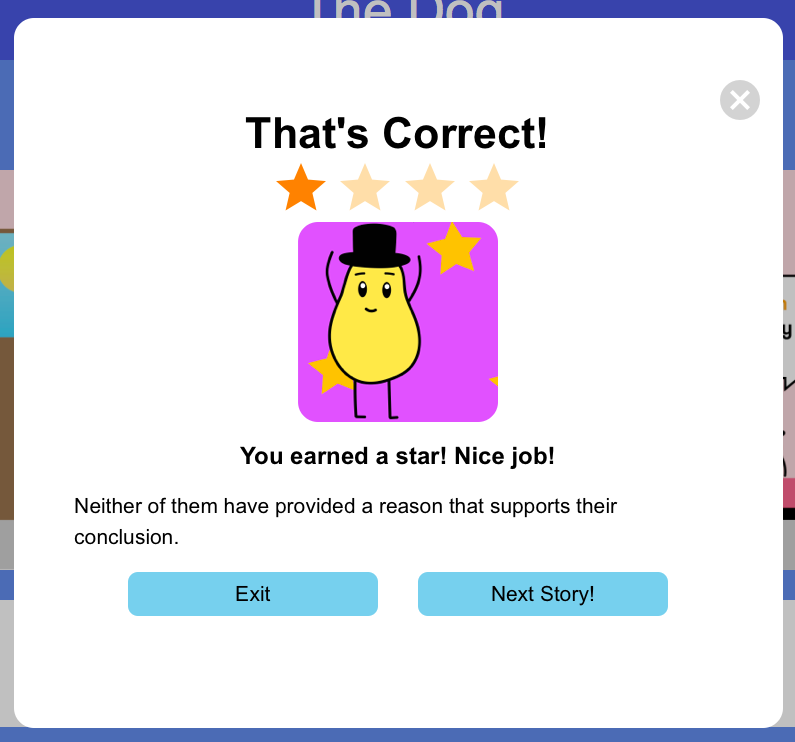 The Dog
That's Correct!
You earned a star! Nice job!
Neither of them have provided a reason that supports their
conclusion.
Exit
Next Story!